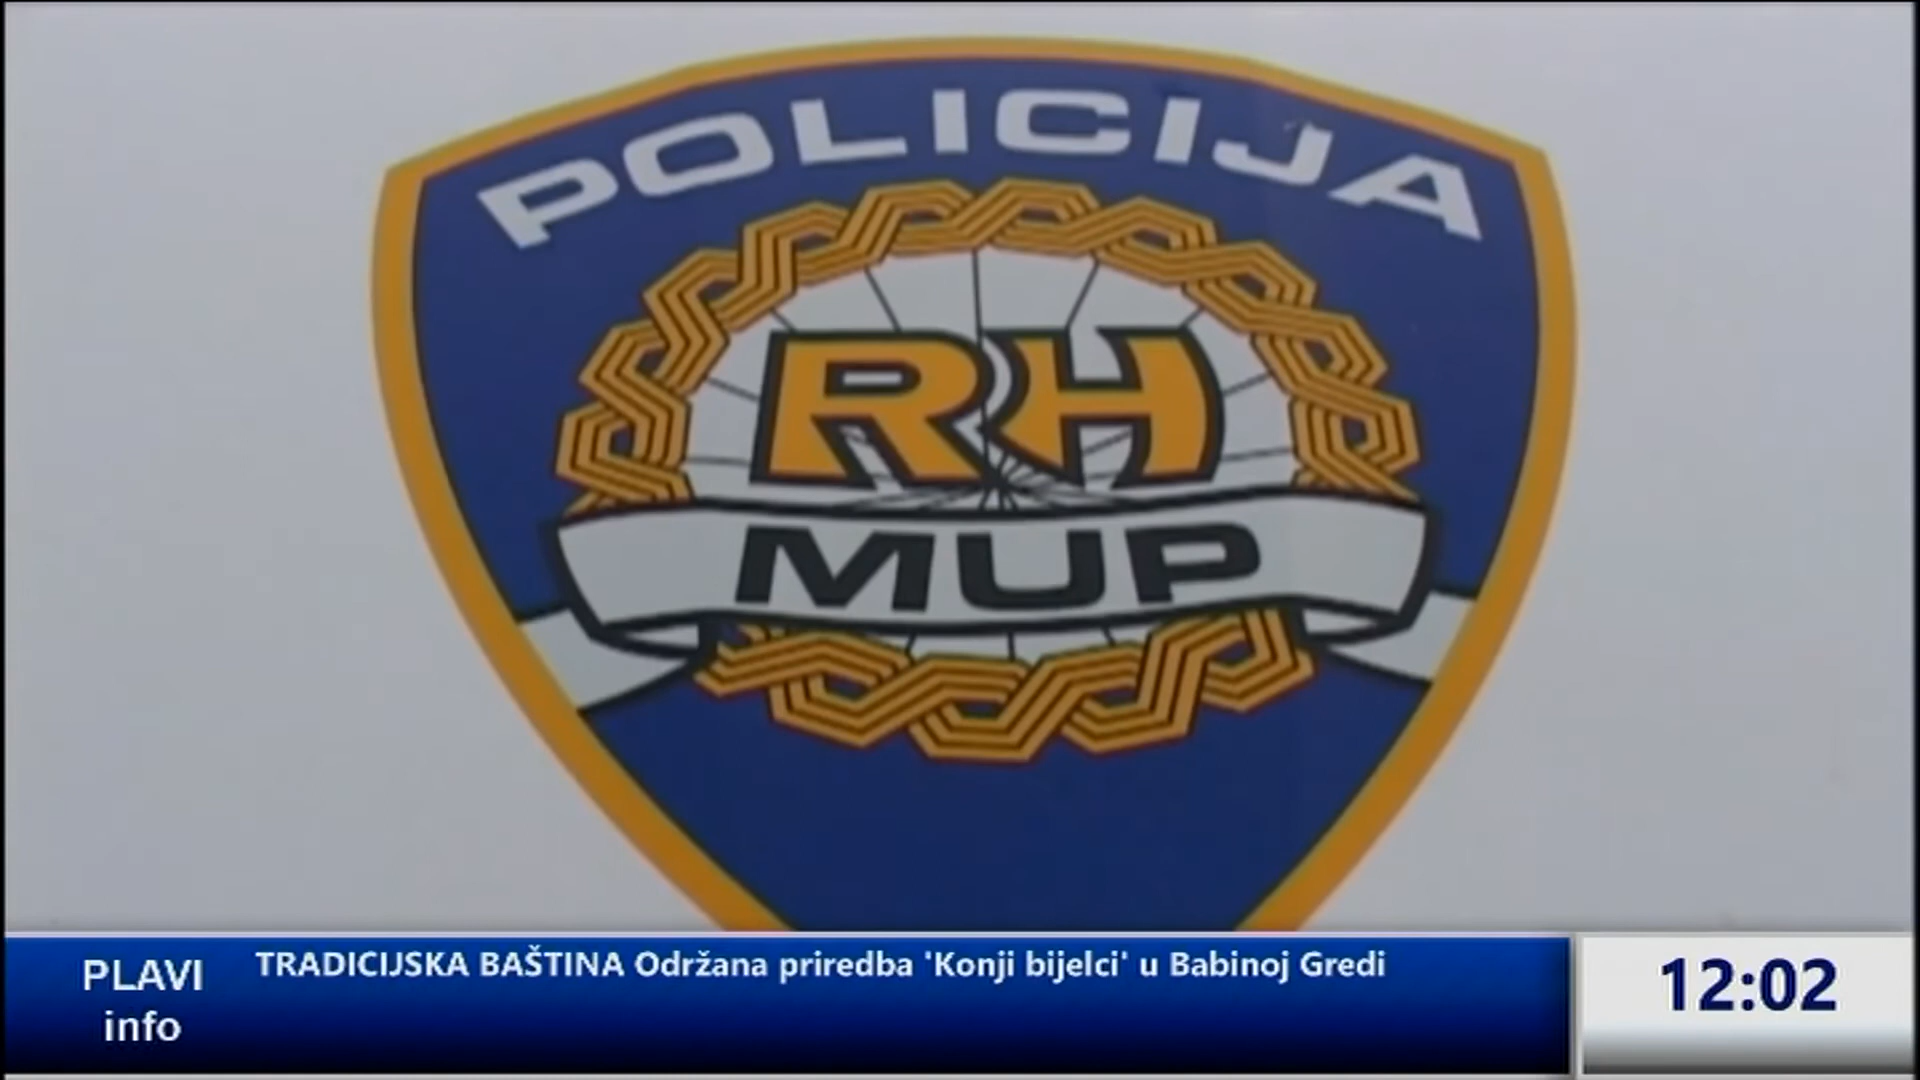 POLICIJA
RH
MUP
PLAVI
info
TRADICIJSKA BAŠTINA Održana priredba 'Konji bijelci' u Babinoj Gredi
12:02